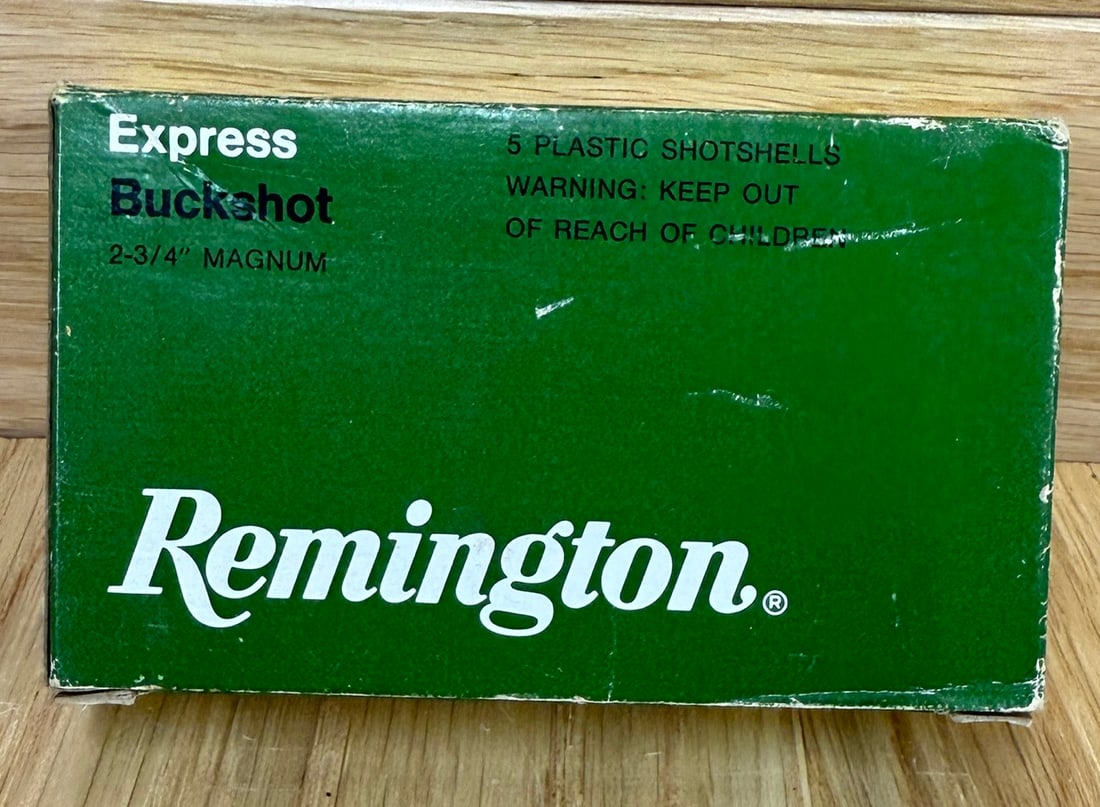 Express
Buckshot
2-3/4" MAGNUM
5 PLASTIC SHOTSHELLS
WARNING: KEEP OUT
OF REACH OF CHILDREN
Remington®